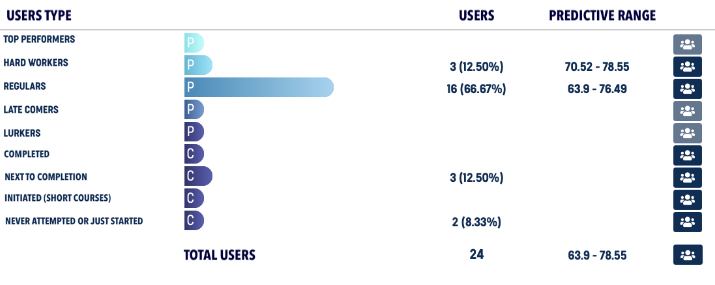 USERS TYPE USERS PREDICTIVE RANGE
TOP PERFORMERS P
HARD WORKERS P 3 (12.50%) 70.52 - 78.55
REGULARS P 16 (66.67%) 63.9 - 76.49
LATE COMERS P
LURKERS P
COMPLETED C
NEXT TO COMPLETION C 3 (12.50%)
INITIATED (SHORT COURSES) C
NEVER ATTEMPTED OR JUST STARTED C 2 (8.33%)
TOTAL USERS 24 63.9 - 78.55